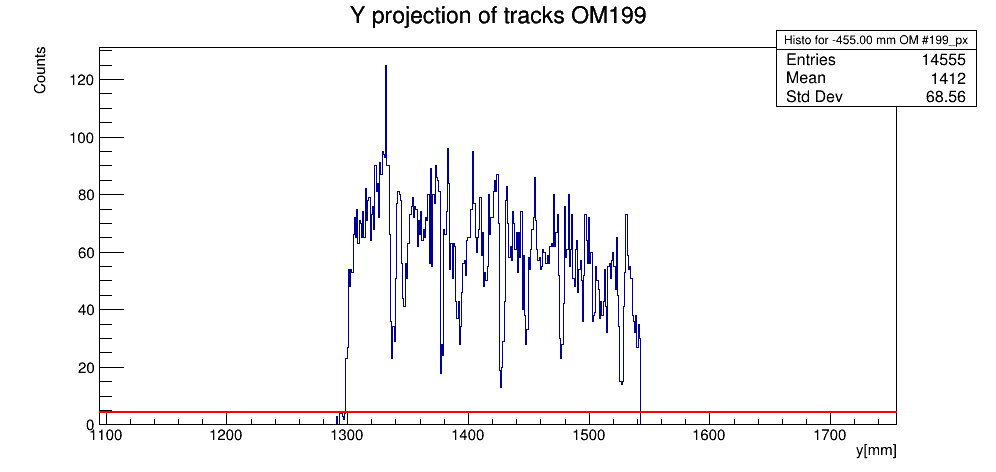 Y projection of tracks OM199
Histo for -455.00 mm OM #199_px
Entries 14555
Mean 1412
Std Dev 68.56
Counts
120
100
80
60
40
20
0
1100 1200 1300 1400 1500 1600 1700
y[mm]